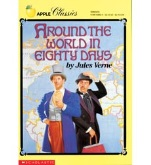 APPLE Classics
AROUND THE
WORLD IN
EIGHTY DAYS
by Jules Verne
SCHOLASTIC